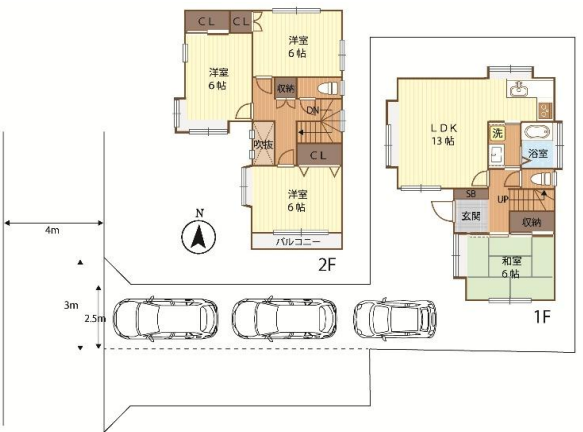 CL
CL
洋室
6帖
洋室
6帖
収納
DN
吹抜
CL
洋室
6帖
バルコニー
2F
N
4m
3m
2.5m
LDK
13帖
洗
浴室
SB
UP
玄関
収納
和室
6帖
1F